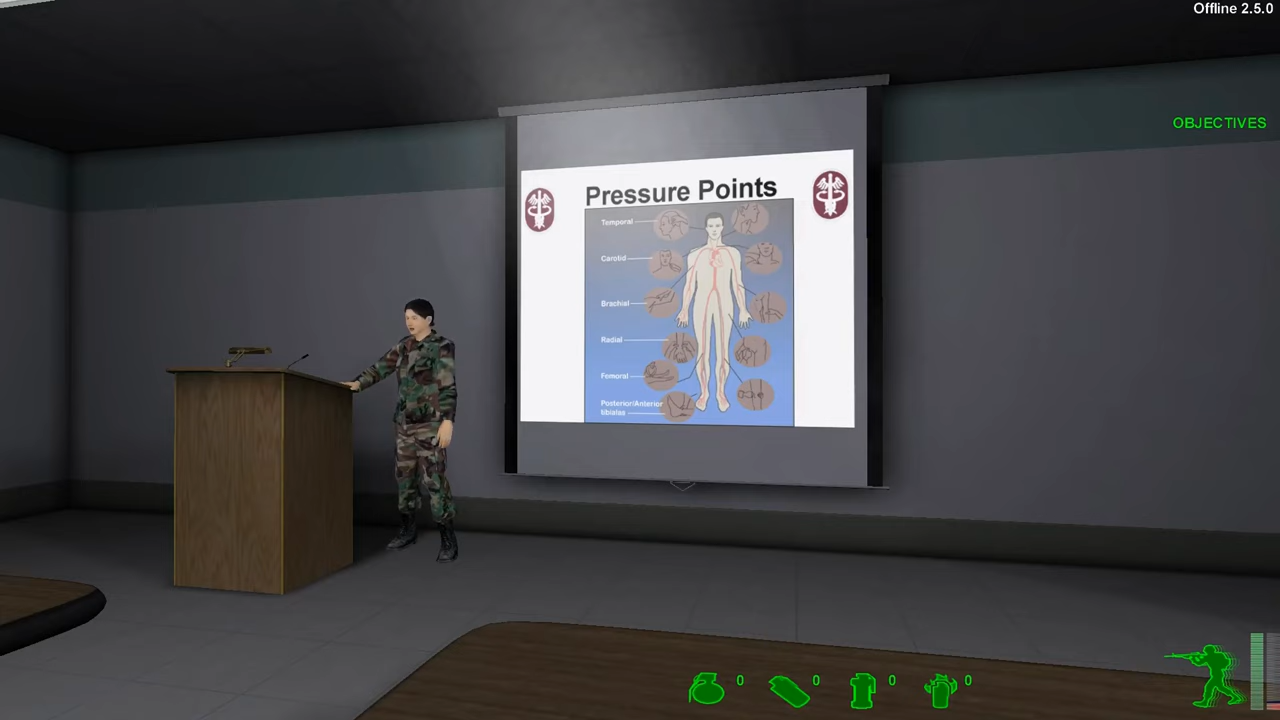 Offline 2.5.0
OBJECTIVES
Pressure Points
Temporal
Carotid
Brachial
Radial
Femoral
Posterior/Anterior
tibialas
0
0
0
0